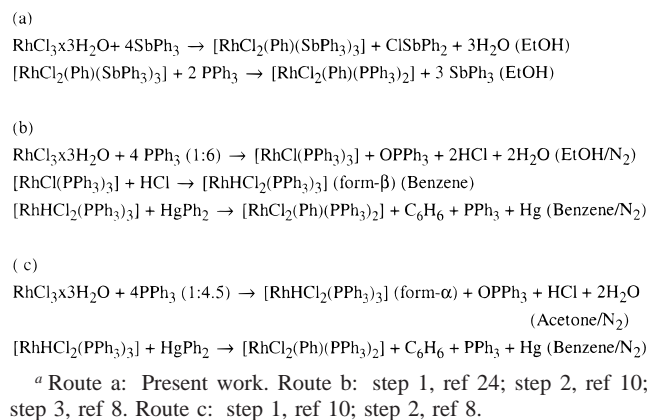 (a)
RhCl₃x3H₂O+ 4SbPh₃ → [RhCl₂(Ph)(SbPh₃)₃] + ClSbPh₂ + 3H₂O (EtOH)
[RhCl₂(Ph)(SbPh₃)₃] + 2 PPh₃ → [RhCl₂(Ph)(PPh₃)₂] + 3 SbPh₃ (EtOH)
(b)
RhCl₃x3H₂O + 4 PPh₃ (1:6) → [RhCl(PPh₃)₃] + OPPh₃ + 2HCl + 2H₂O (EtOH/N₂)
[RhCl(PPh₃)₃] + HCl → [RhHCl₂(PPh₃)₃] (form-β) (Benzene)
[RhHCl₂(PPh₃)₃] + HgPh₂ → [RhCl₂(Ph)(PPh₃)₂] + C₆H₆ + PPh₃ + Hg (Benzene/N₂)
( c)
RhCl₃x3H₂O + 4PPh₃ (1:4.5) → [RhHCl₂(PPh₃)₃] (form-α) + OPPh₃ + HCl + 2H₂O
(Acetone/N₂)
[RhHCl₂(PPh₃)₃] + HgPh₂ → [RhCl₂(Ph)(PPh₃)₂] + C₆H₆ + PPh₃ + Hg (Benzene/N₂)
ᵃ Route a: Present work. Route b: step 1, ref 24; step 2, ref 10;
step 3, ref 8. Route c: step 1, ref 10; step 2, ref 8.